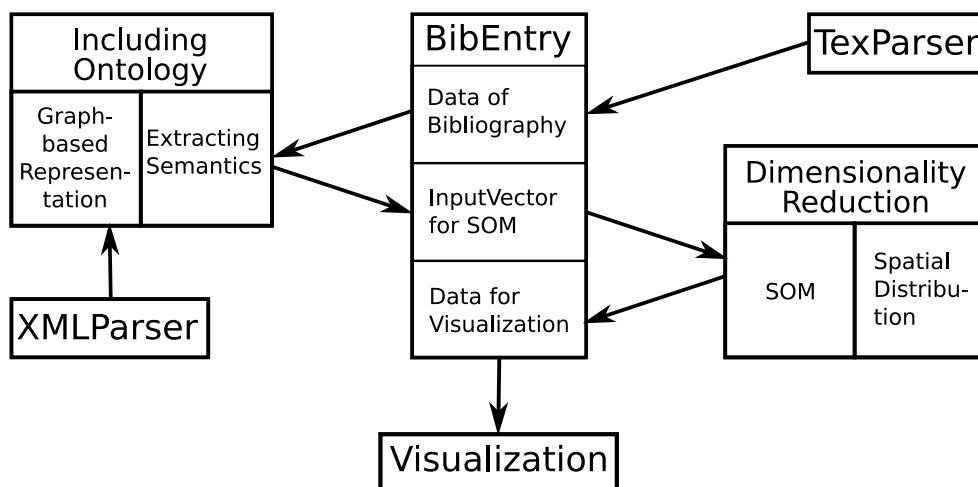 Including
Ontology
Graph-
based
Represen-
tation
Extracting
Semantics
XMLParser
BibEntry
Data of
Bibliography
InputVector
for SOM
Data for
Visualization
Visualization
TexParser
Dimensionality
Reduction
SOM
Spatial
Distribu-
tion